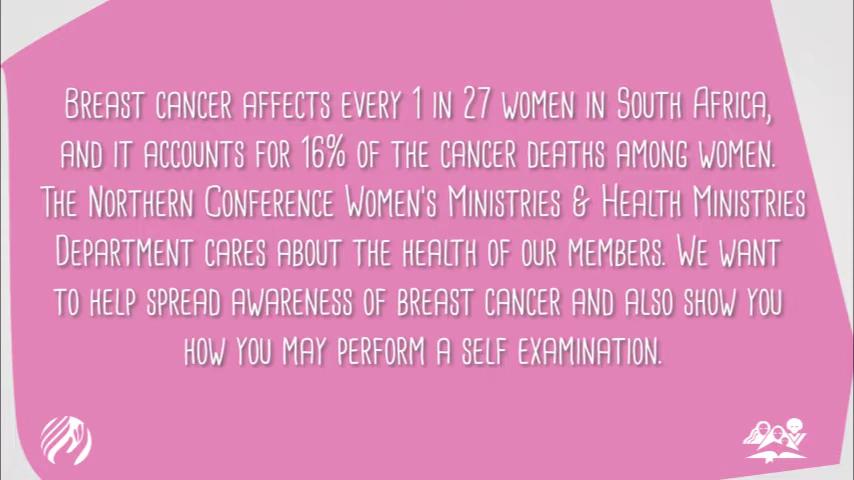 Breast cancer affects every 1 in 27 women in South Africa,
and it accounts for 16% of the cancer deaths among women.
The Northern Conference Women's Ministries & Health Ministries
Department cares about the health of our members. We want
to help spread awareness of breast cancer and also show you
how you may perform a self examination.